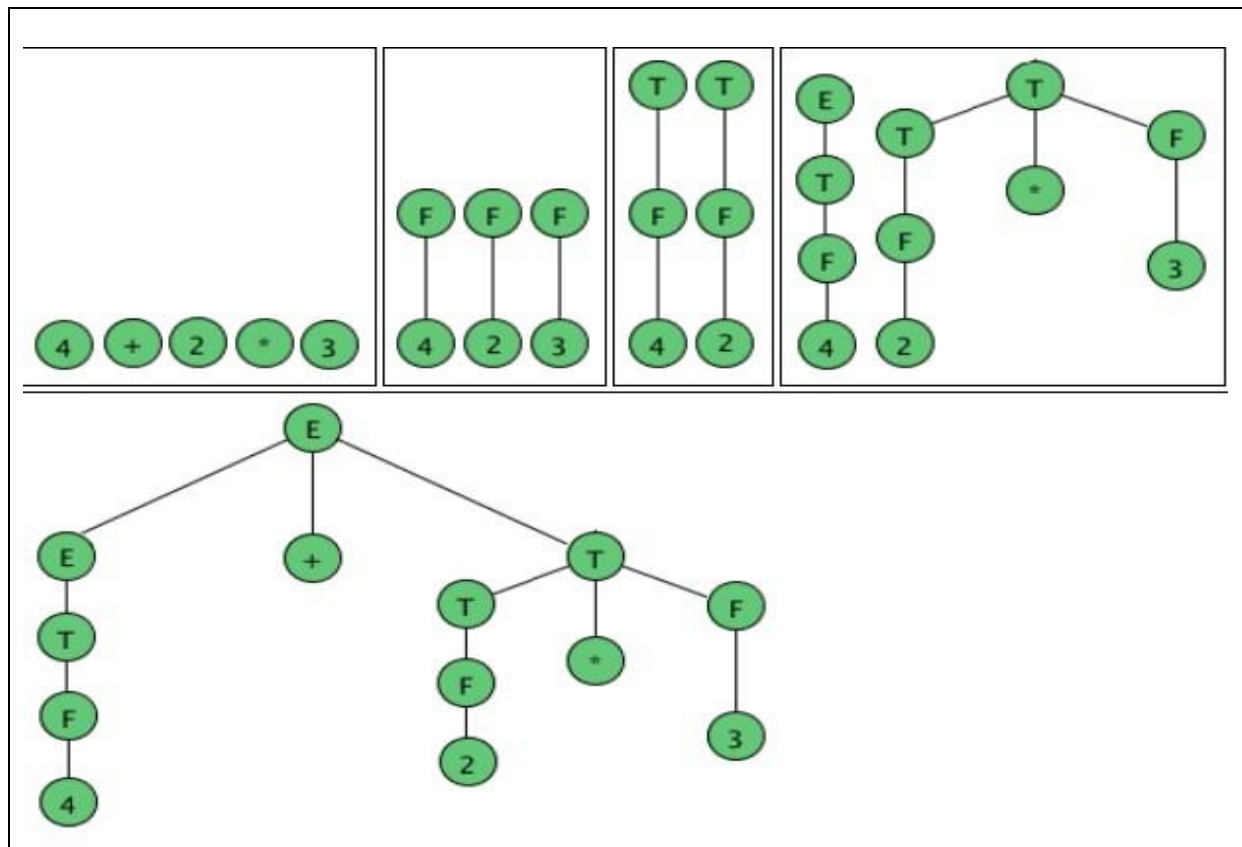 4 + 2 * 3
F F F
4 2 3
T T
F F
4 2
E T T F
T F * 3
F 2
4
E
E + T
T T * F
F F 3
4 2